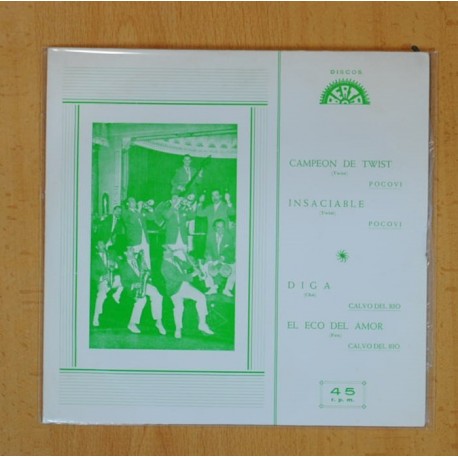 DISCOS
CAMPEON DE TWIST
(Twist)
POCOVI
INSACIABLE
POCOVI
DIGA
CALVO DEL RIO
EL ECO DEL AMOR
CALVO DEL RIO
45
r. p. m.